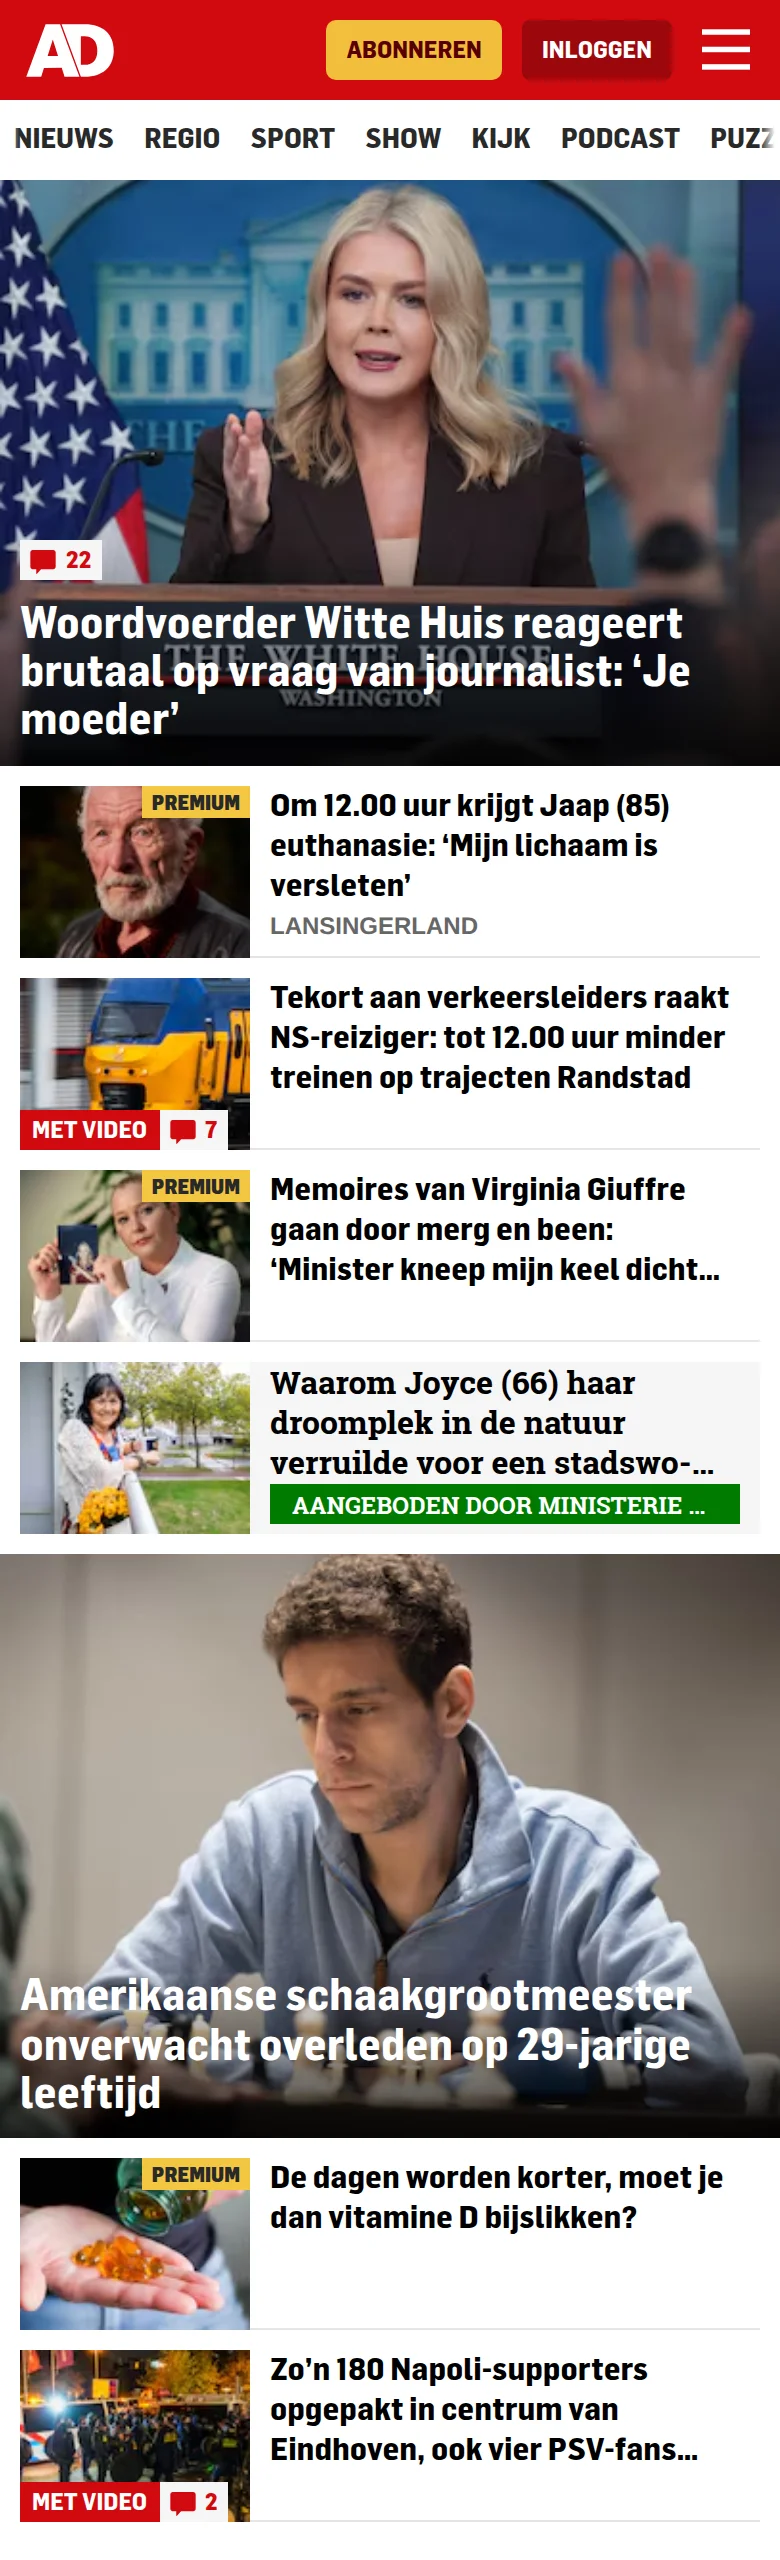 AD
ABONNEREN
INLOGGEN
NIEUWS REGIO SPORT SHOW KIJK PODCAST PUZZ
22
THE WHITE HOUSE
WASHINGTON
Woordvoerder Witte Huis reageert
brutaal op vraag van journalist: ‘Je
moeder’
PREMIUM
Om 12.00 uur krijgt Jaap (85)
euthanasie: ‘Mijn lichaam is
versleten’
LANSINGERLAND
Tekort aan verkeersleiders raakt
NS-reiziger: tot 12.00 uur minder
treinen op trajecten Randstad
MET VIDEO
7
PREMIUM
Memoires van Virginia Giuffre
gaan door merg en been:
‘Minister kneep mijn keel dicht...
Waarom Joyce (66) haar
droomplek in de natuur
verruilde voor een stadswo-...
AANGEBODEN DOOR MINISTERIE ...
Amerikaanse schaakgrootmeester
onverwacht overleden op 29-jarige
leeftijd
PREMIUM
De dagen worden korter, moet je
dan vitamine D bijslikken?
Zo’n 180 Napoli-supporters
opgepakt in centrum van
Eindhoven, ook vier PSV-fans...
MET VIDEO
2